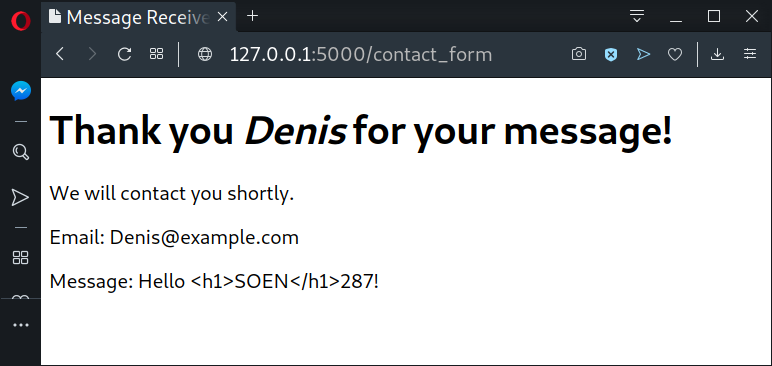 Message Receive
127.0.0.1:5000/contact_form
Thank you Denis for your message!
We will contact you shortly.
Email: Denis@example.com
Message: Hello <h1>SOEN</h1>287!